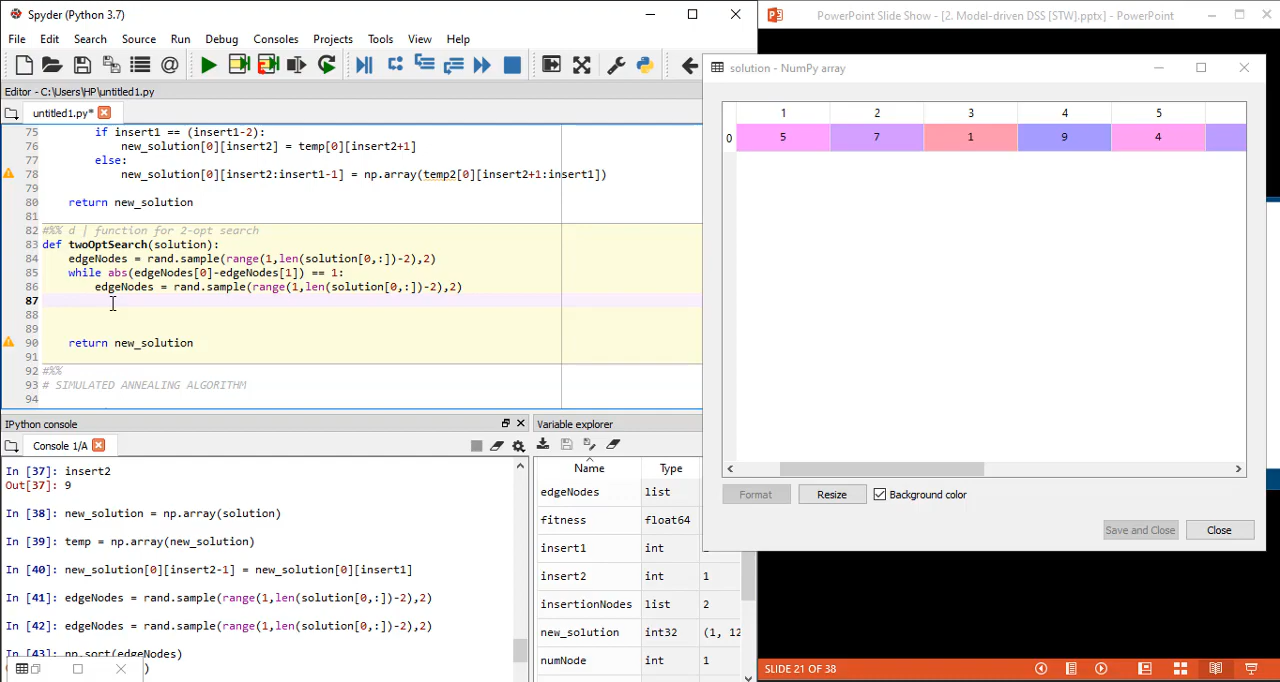 Spyder (Python 3.7)
File Edit Search Source Run Debug Consoles Projects Tools View Help
Editor - C:\Users\HP\untitled1.py
untitled1.py*
75 if insert1 == (insert1-2):
76 new_solution[0][insert2] = temp[0][insert2+1]
77 else:
78 new_solution[0][insert2:insert1-1] = np.array(temp2[0][insert2+1:insert1])
79
80 return new_solution
81
82 #%% d | function for 2-opt search
83 def twoOptSearch(solution):
84 edgeNodes = rand.sample(range(1,len(solution[0,:])-2),2)
85 while abs(edgeNodes[0]-edgeNodes[1]) == 1:
86 edgeNodes = rand.sample(range(1,len(solution[0,:])-2),2)
87
88
89
90 return new_solution
91
92 #%%
93 # SIMULATED ANNEALING ALGORITHM
94
IPython console
Console 1/A
In [37]: insert2
Out[37]: 9
In [38]: new_solution = np.array(solution)
In [39]: temp = np.array(new_solution)
In [40]: new_solution[0][insert2-1] = new_solution[0][insert1]
In [41]: edgeNodes = rand.sample(range(1,len(solution[0,:])-2),2)
In [42]: edgeNodes = rand.sample(range(1,len(solution[0,:])-2),2)
In [43]: np.sort(edgeNodes)
Variable explorer
Name Type
edgeNodes list
fitness float64
insert1 int
insert2 int 1
insertionNodes list 2
new_solution int32 (1, 12
numNode int 1
PowerPoint Slide Show - [2. Model-driven DSS [STW].pptx] - PowerPoint
solution - NumPy array
1 2 3 4 5
0 5 7 1 9 4
Format Resize Background color
Save and Close Close
SLIDE 21 OF 38